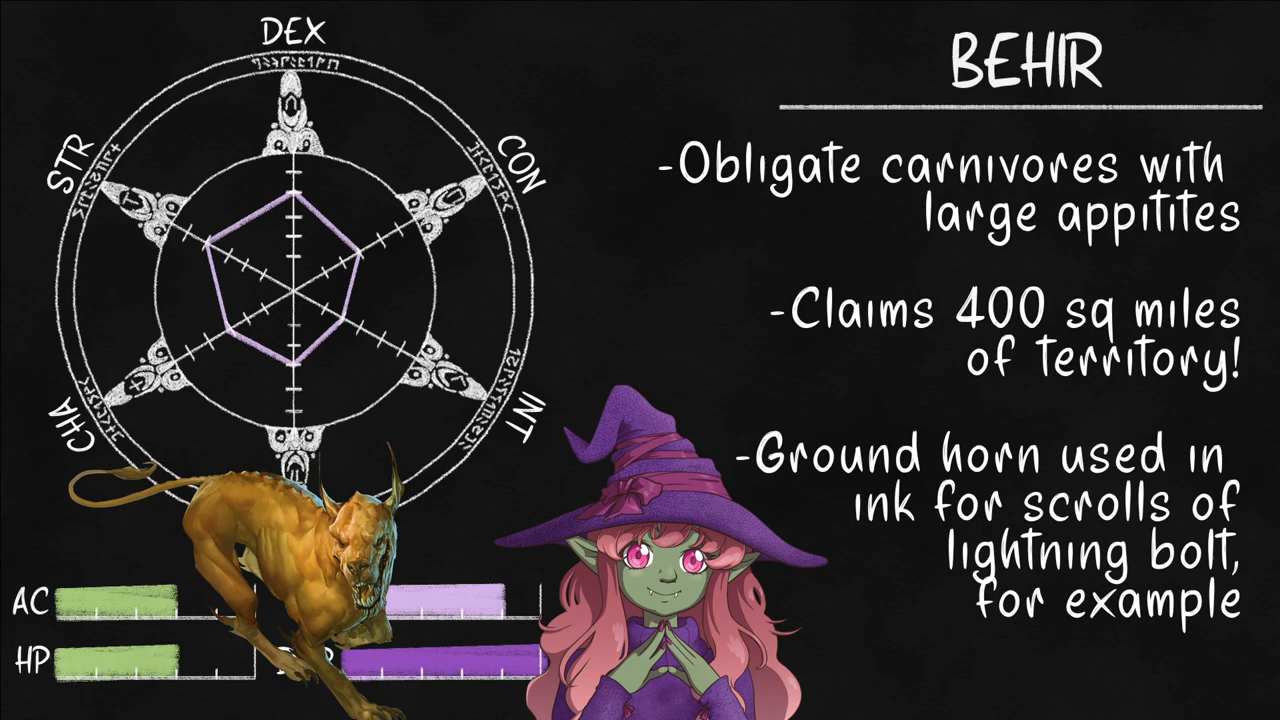 DEX
STR
CON
CHA
INT
AC
HP
BEHIR
-Obligate carnivores with
large appitites
-Claims 400 sq miles
of territory!
-Ground horn used in
ink for scrolls of
lightning bolt,
for example